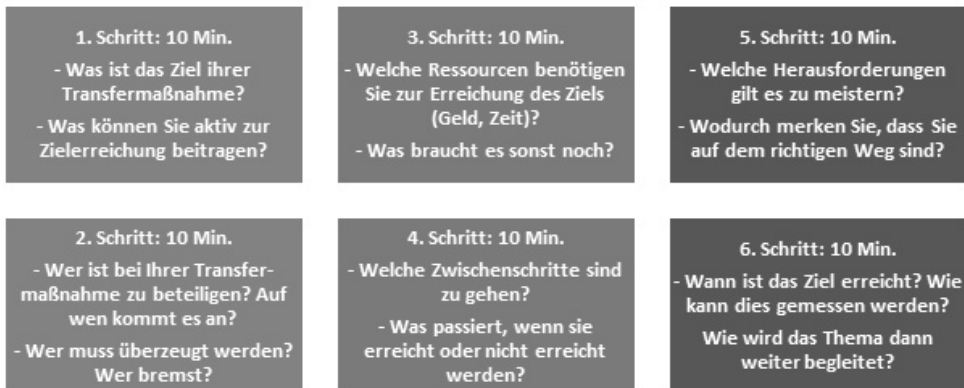 1. Schritt: 10 Min.
- Was ist das Ziel ihrer
Transfermaßnahme?
- Was können Sie aktiv zur
Zielerreichung beitragen?
2. Schritt: 10 Min.
- Wer ist bei Ihrer Transfer-
maßnahme zu beteiligen? Auf
wen kommt es an?
- Wer muss überzeugt werden?
Wer bremst?
3. Schritt: 10 Min.
- Welche Ressourcen benötigen
Sie zur Erreichung des Ziels
(Geld, Zeit)?
- Was braucht es sonst noch?
4. Schritt: 10 Min.
- Welche Zwischenschritte sind
zu gehen?
- Was passiert, wenn sie
erreicht oder nicht erreicht
werden?
5. Schritt: 10 Min.
- Welche Herausforderungen
gilt es zu meistern?
- Wodurch merken Sie, dass Sie
auf dem richtigen Weg sind?
6. Schritt: 10 Min.
- Wann ist das Ziel erreicht? Wie
kann dies gemessen werden?
Wie wird das Thema dann
weiter begleitet?